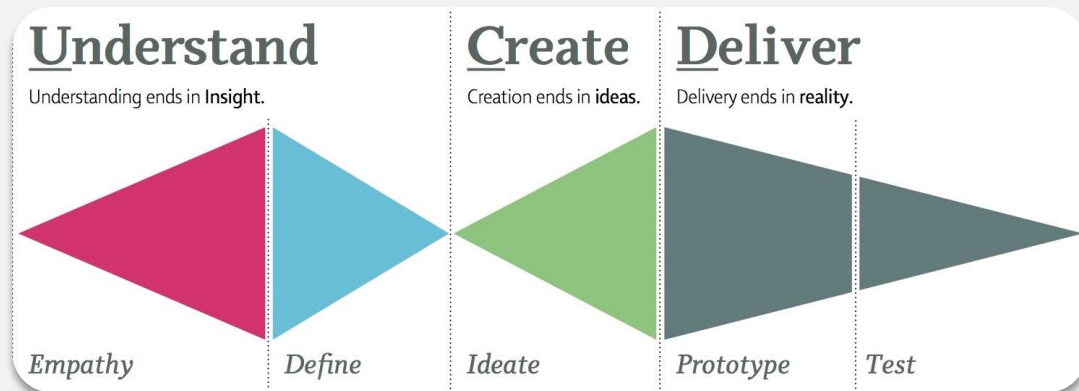 Understand
Understanding ends in Insight.
Create
Creation ends in ideas.
Deliver
Delivery ends in reality.
Empathy
Define
Ideate
Prototype
Test